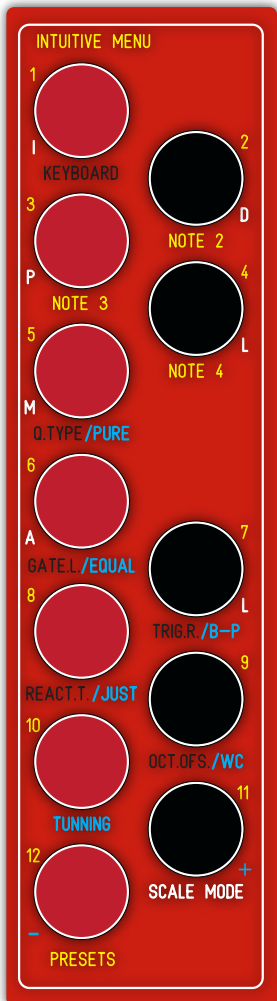 INTUITIVE MENU
1
I
KEYBOARD
2
D
NOTE 2
3
P
NOTE 3
4
L
NOTE 4
5
M
Q.TYPE/PURE
6
A
GATE.L./EQUAL
7
L
TRIG.R./B-P
8
REACT.T./JUST
9
OCT.OFS./WC
10
TUNNING
11
+
SCALE MODE
12
-
PRESETS